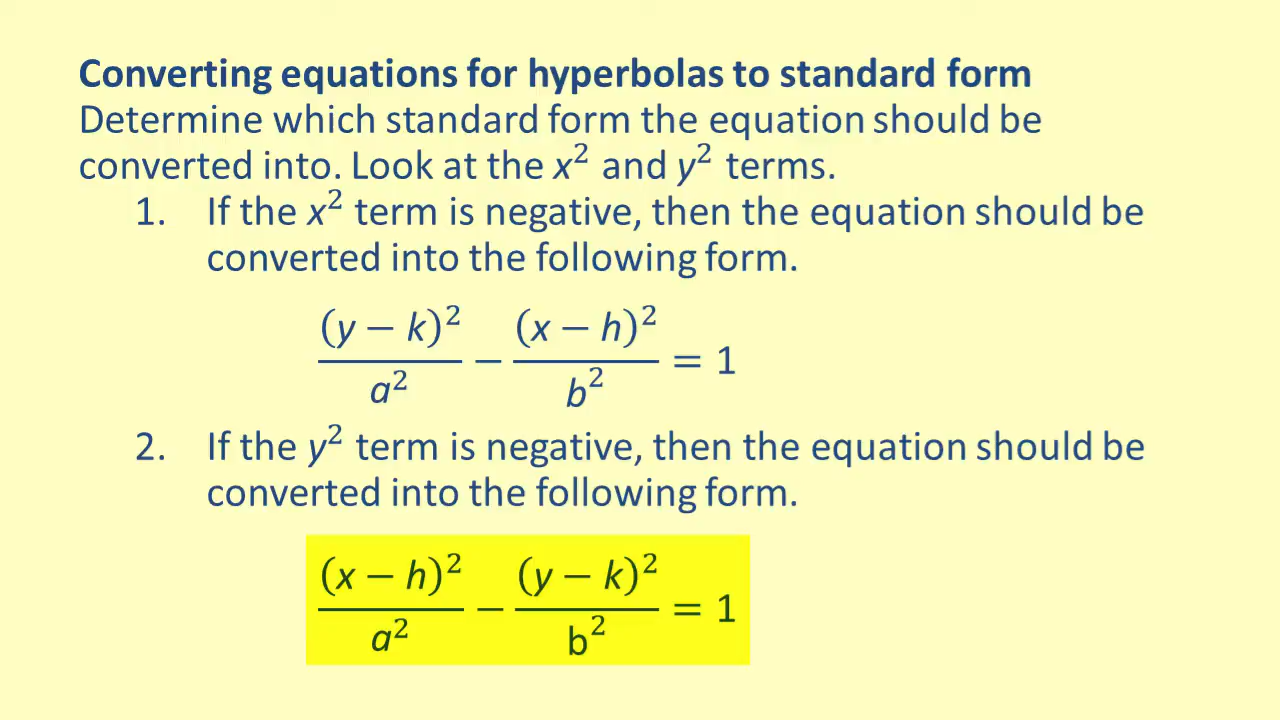 Converting equations for hyperbolas to standard form
Determine which standard form the equation should be
converted into. Look at the x² and y² terms.
1. If the x² term is negative, then the equation should be
converted into the following form.
(y − k)²/a² − (x − h)²/b² = 1
2. If the y² term is negative, then the equation should be
converted into the following form.
(x − h)²/a² − (y − k)²/b² = 1